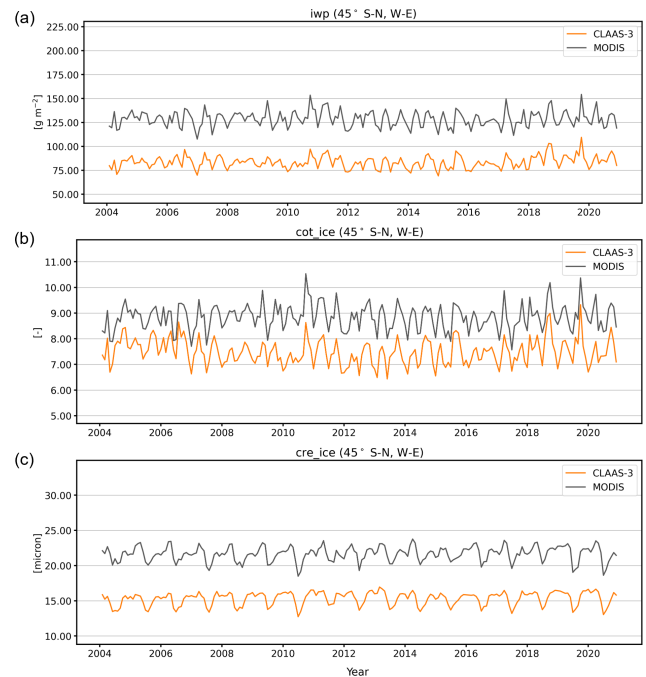 (a)
iwp (45° S-N, W-E)
225.00
200.00
175.00
150.00
125.00
100.00
75.00
50.00
[g m⁻²]
CLAAS-3
MODIS
2004 2006 2008 2010 2012 2014 2016 2018 2020
(b)
cot_ice (45° S-N, W-E)
11.00
10.00
9.00
8.00
7.00
6.00
5.00
[-]
CLAAS-3
MODIS
2004 2006 2008 2010 2012 2014 2016 2018 2020
(c)
cre_ice (45° S-N, W-E)
30.00
25.00
20.00
15.00
10.00
[micron]
CLAAS-3
MODIS
2004 2006 2008 2010 2012 2014 2016 2018 2020
Year